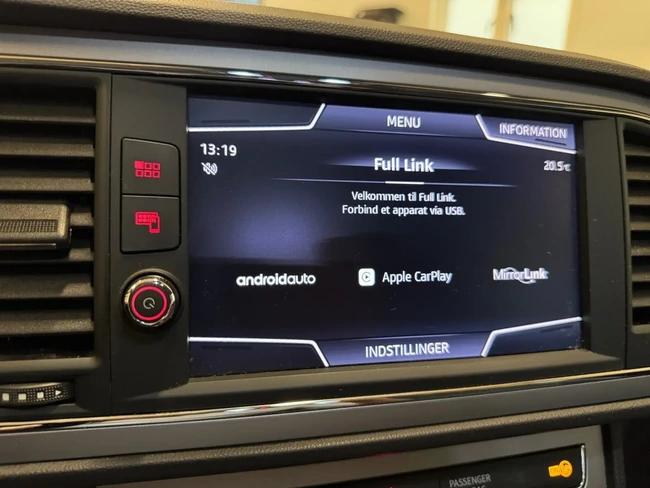 MENU
INFORMATION
13:19
Full Link
20.5°C
Velkommen til Full Link.
Forbind et apparat via USB.
androidauto
Apple CarPlay
MirrorLink
INDSTILLINGER
PASSENGER